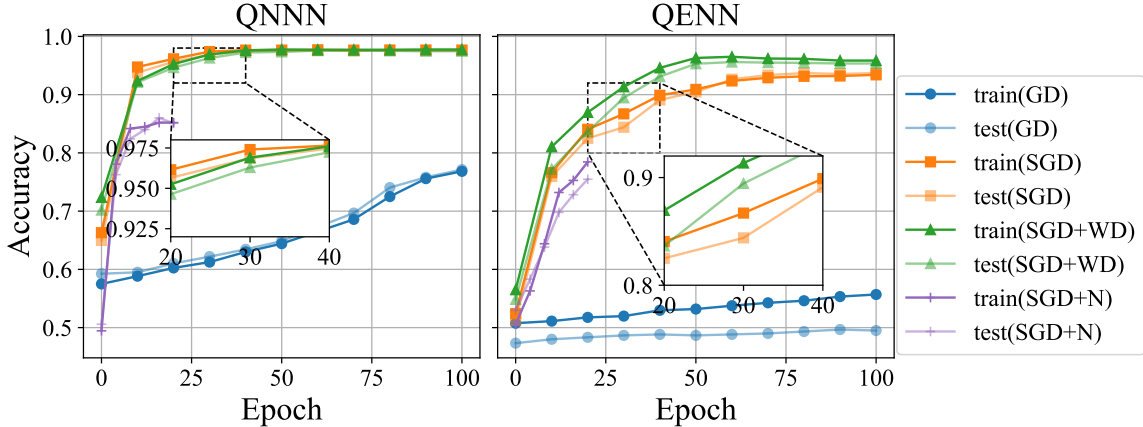 QNNN
QENN
Accuracy
1.0
0.9
0.8
0.7
0.6
0.5
0.975
0.950
0.925
20
30
40
0
25
50
75
100
Epoch
0.9
0.8
20
30
40
0
25
50
75
100
Epoch
train(GD)
test(GD)
train(SGD)
test(SGD)
train(SGD+WD)
test(SGD+WD)
train(SGD+N)
test(SGD+N)